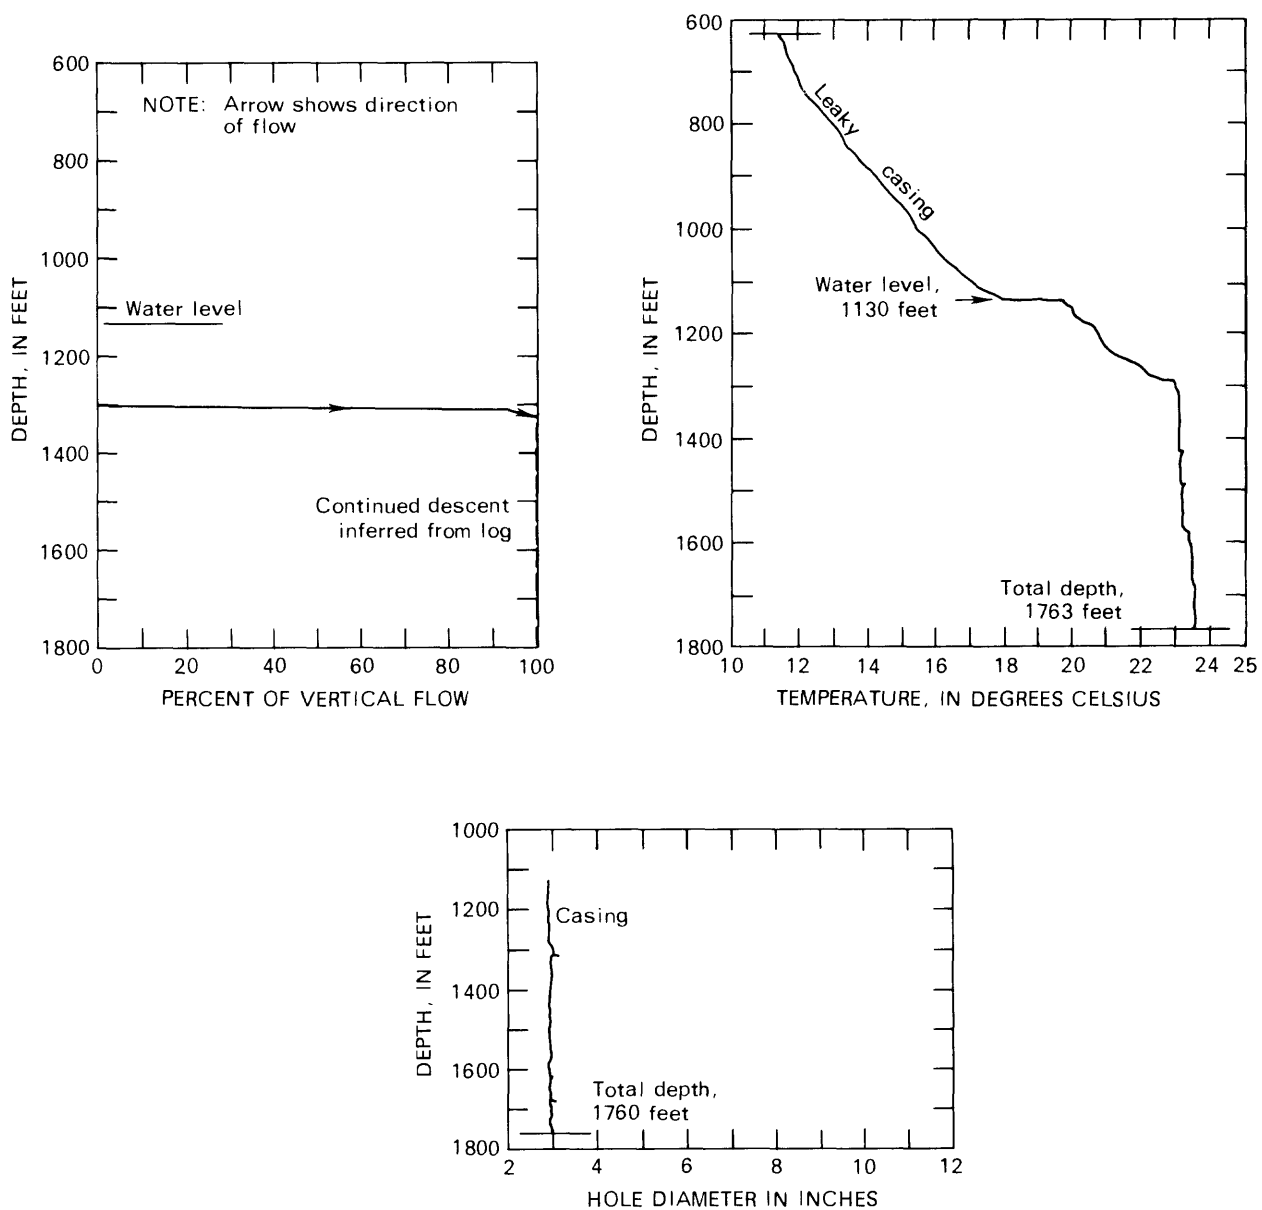 600
800
1000
1200
1400
1600
1800
DEPTH, IN FEET
NOTE: Arrow shows direction
of flow
Water level
Continued descent
inferred from log
0 20 40 60 80 100
PERCENT OF VERTICAL FLOW
600
800
1000
1200
1400
1600
1800
DEPTH, IN FEET
Leaky casing
Water level,
1130 feet
Total depth,
1763 feet
10 12 14 16 18 20 22 24 25
TEMPERATURE, IN DEGREES CELSIUS
1000
1200
1400
1600
1800
DEPTH, IN FEET
Casing
Total depth,
1760 feet
2 4 6 8 10 12
HOLE DIAMETER IN INCHES